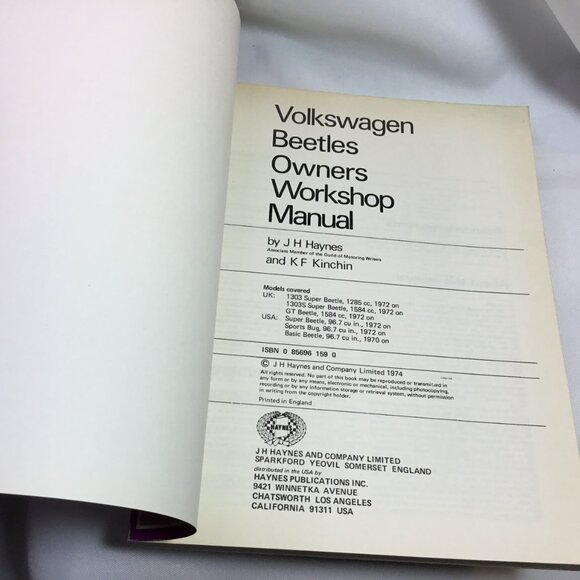 Volkswagen
Beetles
Owners
Workshop
Manual
by J H Haynes
Associate Member of the Guild of Motoring Writers
and K F Kinchin
Models covered
UK: 1303 Super Beetle, 1285 cc, 1972 on
1303S Super Beetle, 1584 cc, 1972 on
GT Beetle, 1584 cc, 1972 on
USA: Super Beetle, 96.7 cu in., 1972 on
Sports Bug, 96.7 cu in., 1972 on
Basic Beetle, 96.7 cu in., 1970 on
ISBN 0 85696 159 0
© J H Haynes and Company Limited 1974
All rights reserved. No part of this book may be reproduced or transmitted in
any form or by any means, electronic or mechanical, including photocopying,
recording or by any information storage or retrieval system, without permission
in writing from the copyright holder.
Printed in England
HAYNES
J H HAYNES AND COMPANY LIMITED
SPARKFORD YEOVIL SOMERSET ENGLAND
distributed in the USA by
HAYNES PUBLICATIONS INC.
9421 WINNETKA AVENUE
CHATSWORTH LOS ANGELES
CALIFORNIA 91311 USA